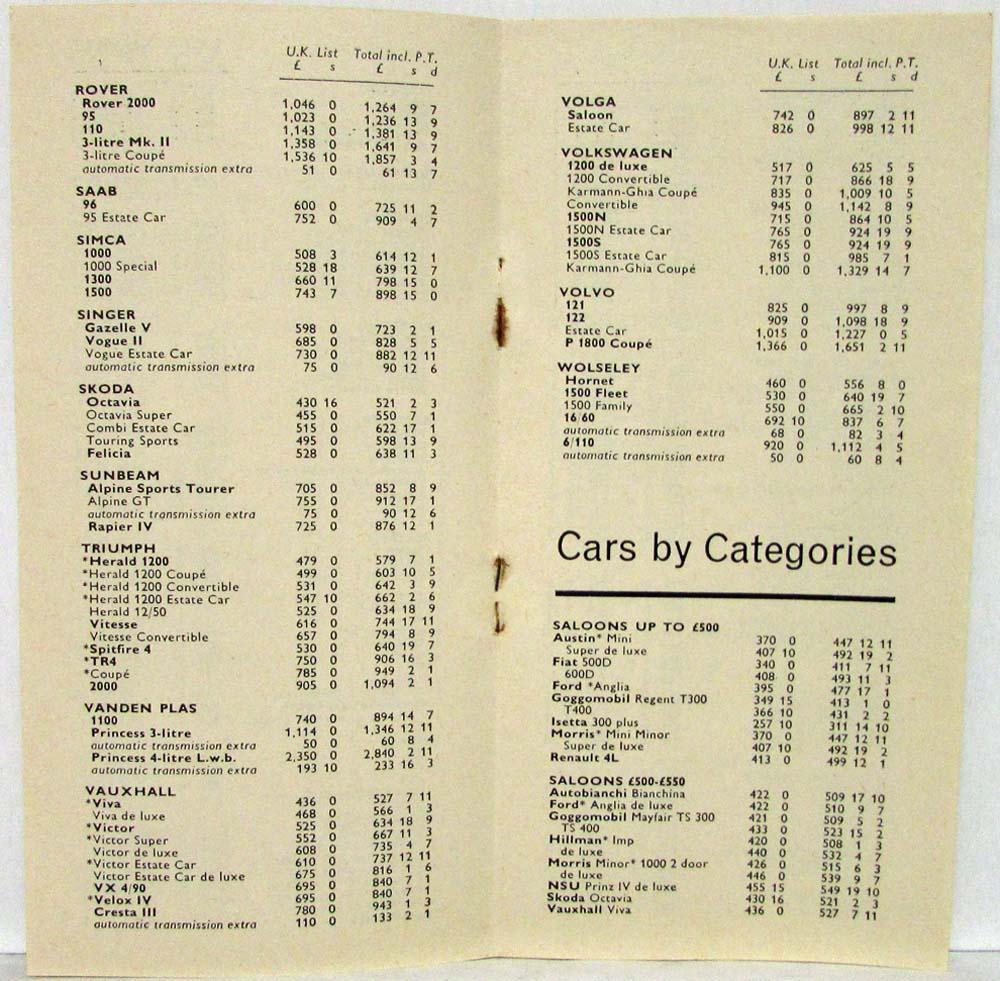 U.K. List Total incl. P.T.
£ s £ s d
ROVER
Rover 2000 1,046 0 1,264 9 7
95 1,023 0 1,236 13 9
110 1,143 0 1,381 13 9
3-litre Mk. II 1,358 0 1,641 9 7
3-litre Coupé 1,536 10 1,857 3 4
automatic transmission extra 51 0 61 13 7
SAAB
96 600 0 725 11 2
95 Estate Car 752 0 909 4 7
SIMCA
1000 508 3 614 12 1
1000 Special 528 18 639 12 7
1300 660 11 798 15 0
1500 743 7 898 15 0
SINGER
Gazelle V 598 0 723 2 1
Vogue II 685 0 828 5 5
Vogue Estate Car 730 0 882 12 11
automatic transmission extra 75 0 90 12 6
SKODA
Octavia 430 16 521 2 3
Octavia Super 455 0 550 7 1
Combi Estate Car 515 0 622 17 1
Touring Sports 495 0 598 13 9
Felicia 528 0 638 11 3
SUNBEAM
Alpine Sports Tourer 705 0 852 8 9
Alpine GT 755 0 912 17 1
automatic transmission extra 75 0 90 12 6
Rapier IV 725 0 876 12 1
TRIUMPH
*Herald 1200 479 0 579 7 1
*Herald 1200 Coupé 499 0 603 10 5
*Herald 1200 Convertible 531 0 642 3 9
*Herald 1200 Estate Car 547 10 662 2 6
Herald 12/50 525 0 634 18 9
Vitesse 616 0 744 17 11
Vitesse Convertible 657 0 794 8 9
*Spitfire 4 530 0 640 19 7
*TR4 750 0 906 16 3
*Coupé 785 0 949 2 1
2000 905 0 1,094 2 1
VANDEN PLAS
1100 740 0 894 14 7
Princess 3-litre 1,114 0 1,346 12 11
automatic transmission extra 50 0 60 8 4
Princess 4-litre L.w.b. 2,350 0 2,840 2 11
automatic transmission extra 193 10 233 16 3
VAUXHALL
*Viva 436 0 527 7 11
Viva de luxe 468 0 566 1 3
*Victor 525 0 634 18 9
*Victor Super 552 0 667 11 3
Victor de luxe 608 0 735 4 7
*Victor Estate Car 610 0 737 12 11
Victor Estate Car de luxe 675 0 816 1 6
VX 4/90 695 0 840 7 1
*Velox IV 695 0 840 7 1
Cresta III 780 0 943 1 3
automatic transmission extra 110 0 133 2 1
U.K. List Total incl. P.T.
£ s £ s d
VOLGA
Saloon 742 0 897 2 11
Estate Car 826 0 998 12 11
VOLKSWAGEN
1200 de luxe 517 0 625 5 5
1200 Convertible 717 0 866 18 9
Karmann-Ghia Coupé 835 0 1,009 10 5
Convertible 945 0 1,142 8 9
1500N 715 0 864 10 5
1500N Estate Car 765 0 924 19 9
1500S 765 0 924 19 9
1500S Estate Car 815 0 985 7 1
Karmann-Ghia Coupé 1,100 0 1,329 14 7
VOLVO
121 825 0 997 8 9
122 909 0 1,098 18 9
Estate Car 1,015 0 1,227 0 5
P 1800 Coupé 1,366 0 1,651 2 11
WOLSELEY
Hornet 460 0 556 8 0
1500 Fleet 530 0 640 19 7
1500 Family 550 0 665 2 10
16/60 692 10 837 6 7
automatic transmission extra 68 0 82 3 4
6/110 920 0 1,112 4 5
automatic transmission extra 50 0 60 8 4
Cars by Categories
SALOONS UP TO £500
Austin* Mini 370 0 447 12 11
Super de luxe 407 10 492 19 2
Fiat 500D 340 0 411 7 11
600D 408 0 493 11 3
Ford *Anglia 395 0 477 17 1
Goggomobil Regent T300 349 15 413 1 0
T400 366 10 431 2 2
Isetta 300 plus 257 10 311 14 10
Morris* Mini Minor 370 0 447 12 11
Super de luxe 407 10 492 19 2
Renault 4L 413 0 499 12 1
SALOONS £500-£550
Autobianchi Bianchina 422 0 509 17 10
Ford* Anglia de luxe 422 0 510 9 7
Goggomobil Mayfair TS 300 421 0 509 5 2
TS 400 433 0 523 15 2
Hillman* Imp 420 0 508 1 3
de luxe 440 0 532 4 7
Morris Minor* 1000 2 door 426 0 515 6 3
de luxe 446 0 539 9 7
NSU Prinz IV de luxe 455 15 549 19 10
Skoda Octavia 430 16 521 2 3
Vauxhall Viva 436 0 527 7 11